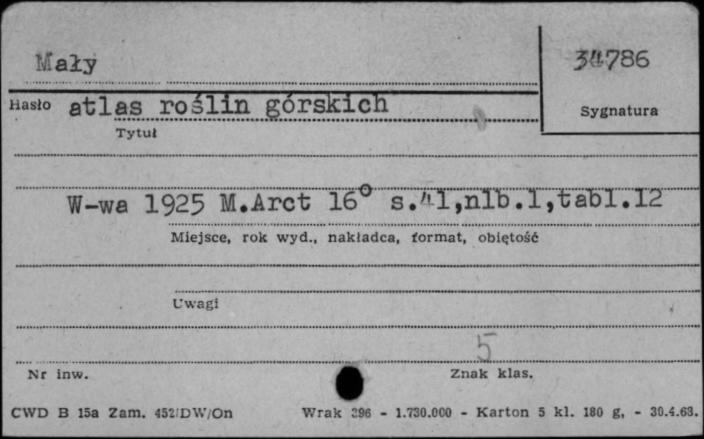 Mały
34786
Hasło atlas roślin górskich
Sygnatura
Tytuł
W-wa 1925 M.Arct 16° s.41,nlb.1,tabl.12
Miejsce, rok wyd., nakładca, format, objętość
Uwagi
5
Nr inw.
Znak klas.
CWD B 15a Zam. 452/DW/On Wrak 396 - 1.730.000 - Karton 5 kl. 180 g, - 30.4.63.